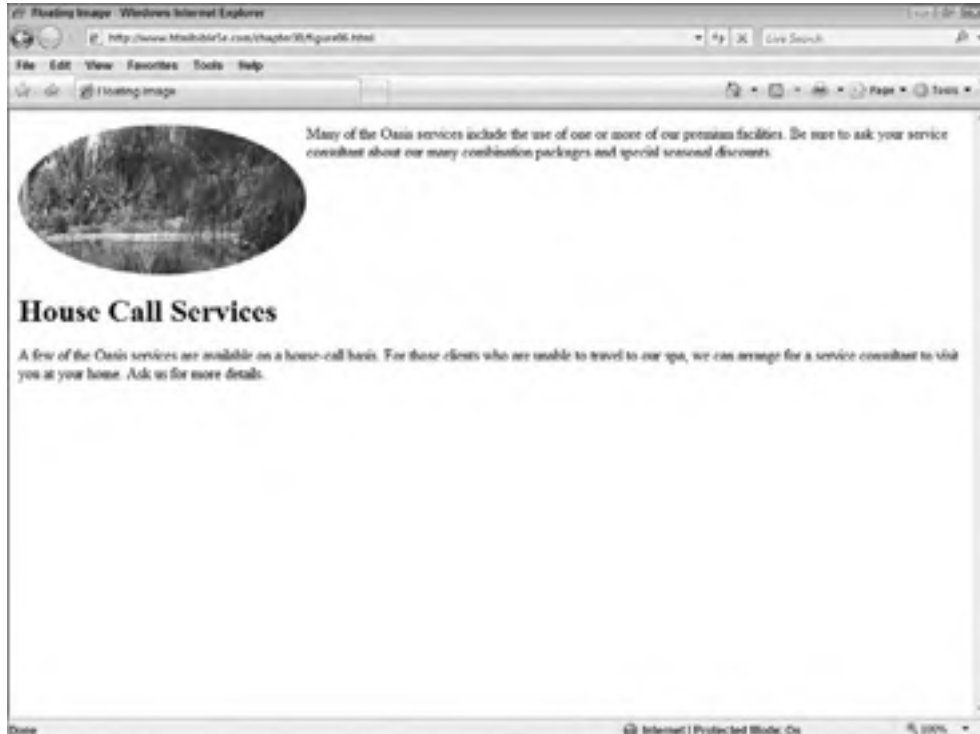 Floating Image - Windows Internet Explorer
Live Search
File Edit View Favorites Tools Help
Floating Image
Page Tools
Many of the Oasis services include the use of one or more of our premium facilities. Be sure to ask your service
consultant about our many combination packages and special seasonal discounts.
House Call Services
A few of the Oasis services are available on a house-call basis. For those clients who are unable to travel to our spa, we can arrange for a service consultant to visit
you at your home. Ask us for more details.
Done
Internet | Protected Mode: On
100%